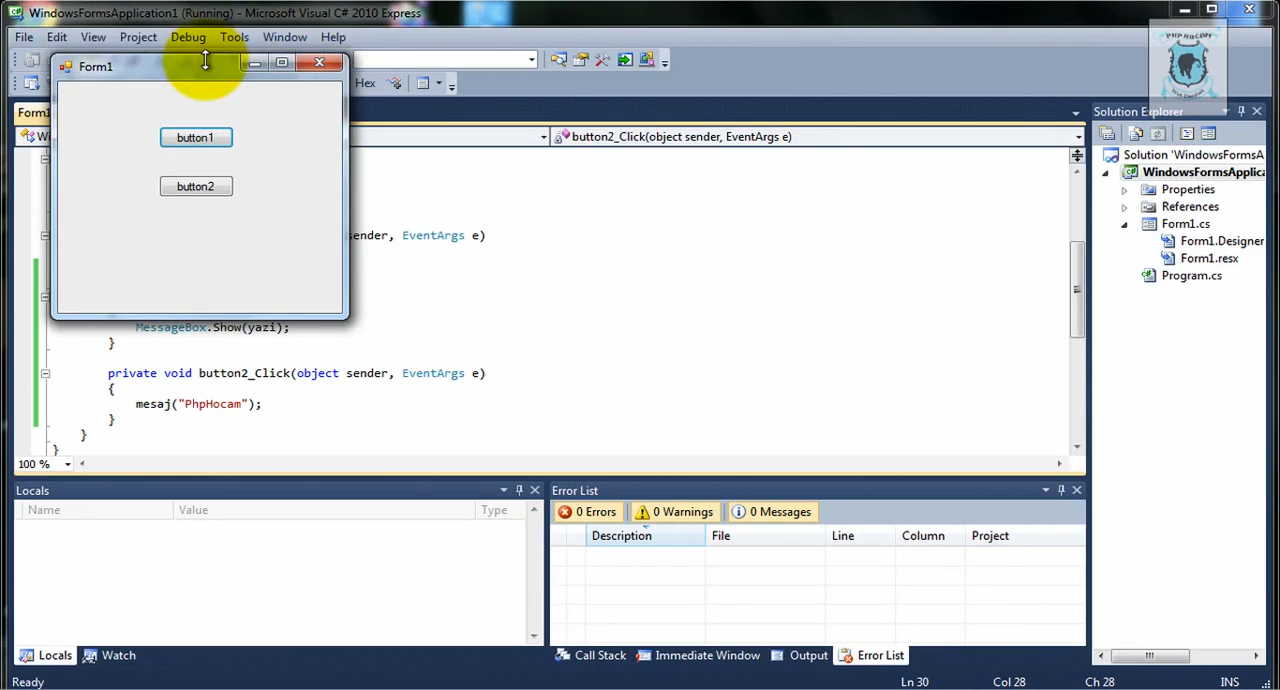 WindowsFormsApplication1 (Running) - Microsoft Visual C# 2010 Express
File Edit View Project Debug Tools Window Help
PHPHOCAM
Form1
Hex
button1
button2
Form1
button2_Click(object sender, EventArgs e)
sender, EventArgs e)
MessageBox.Show(yazi);
}
private void button2_Click(object sender, EventArgs e)
{
mesaj("PhpHocam");
}
}
}
100 %
Solution Explorer
Solution 'WindowsFormsA
WindowsFormsApplica
Properties
References
Form1.cs
Form1.Designer
Form1.resx
Program.cs
Locals
Name Value Type
Locals Watch
Error List
0 Errors 0 Warnings 0 Messages
Description File Line Column Project
Call Stack Immediate Window Output Error List
Ready Ln 30 Col 28 Ch 28 INS